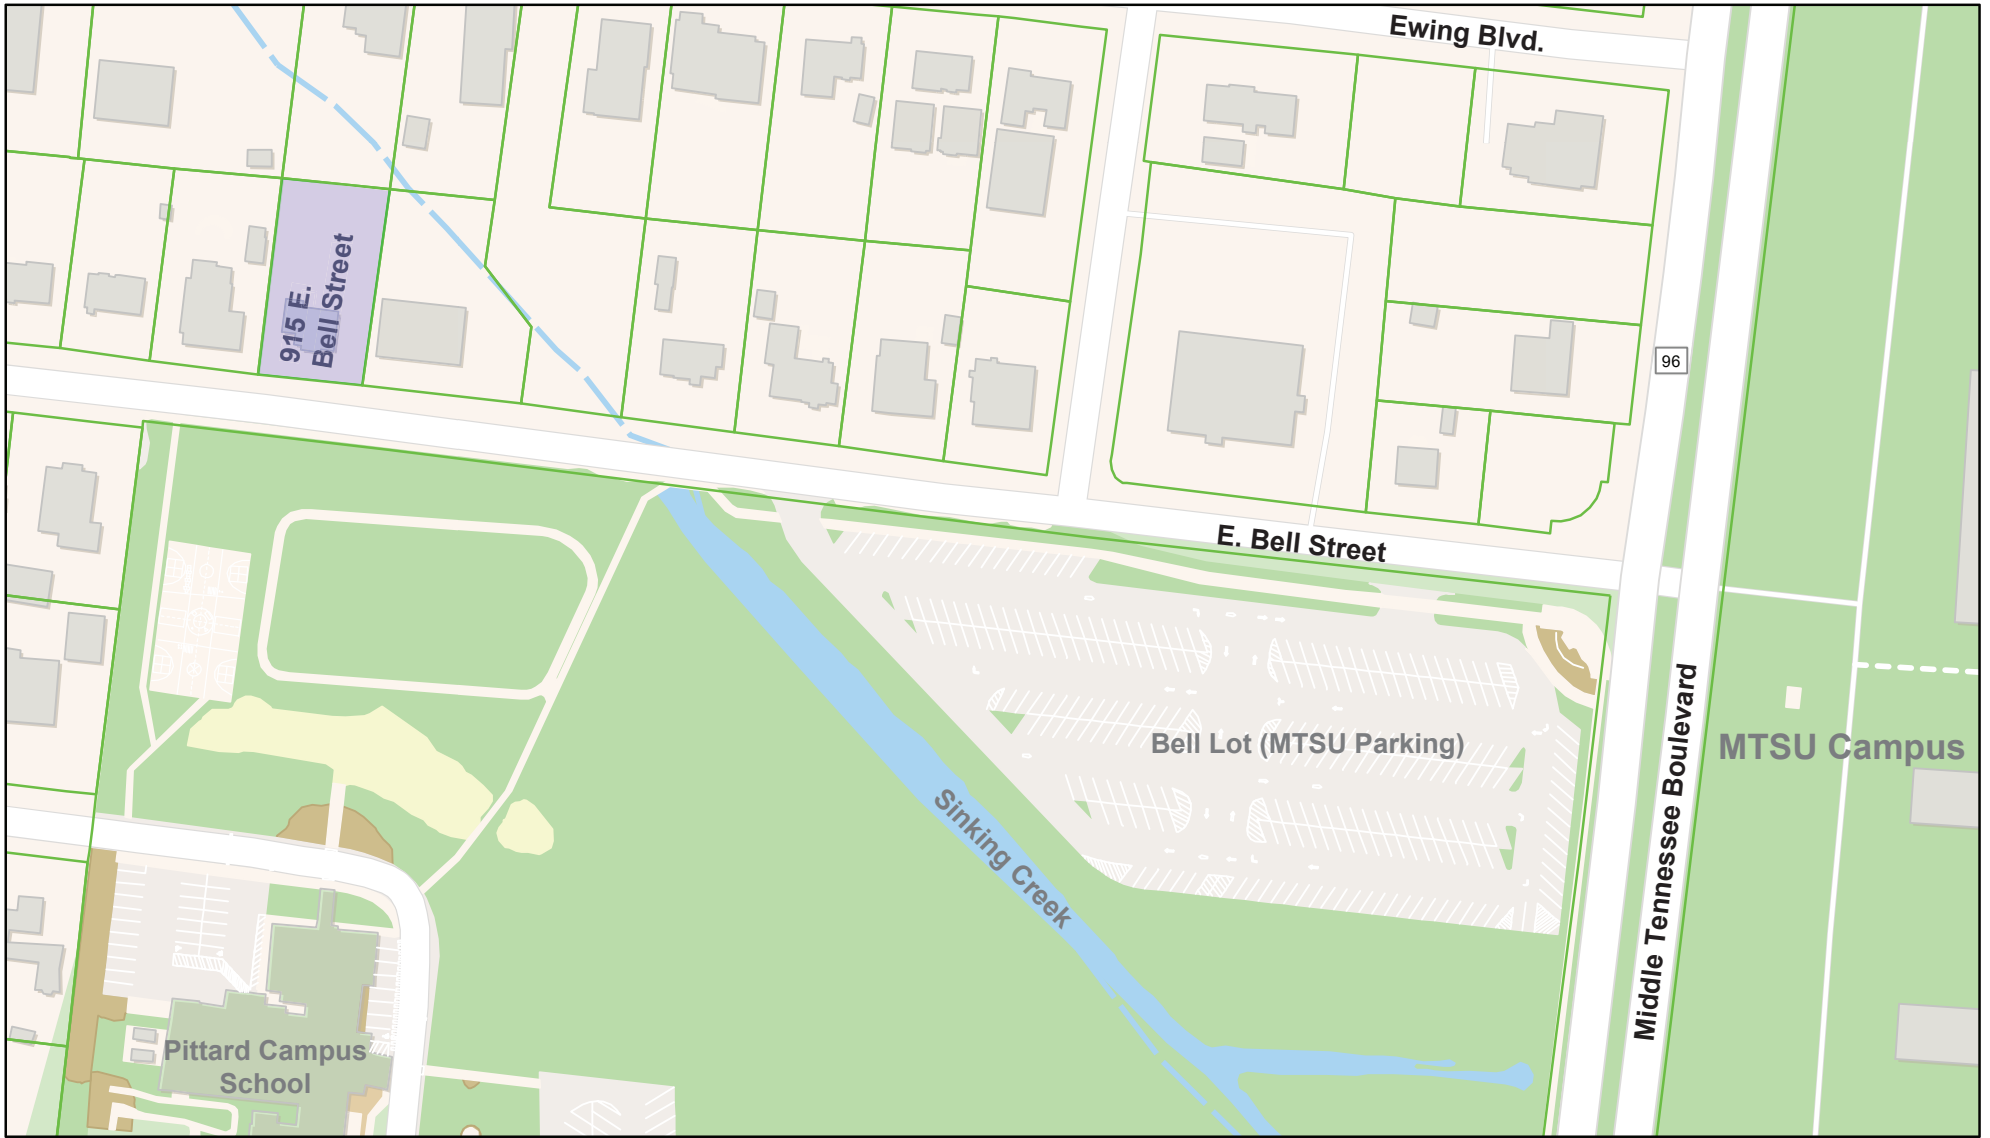 Ewing Blvd.
915 E.
Bell Street
96
E. Bell Street
Bell Lot (MTSU Parking)
MTSU Campus
Middle Tennessee Boulevard
Sinking Creek
Pittard Campus
School